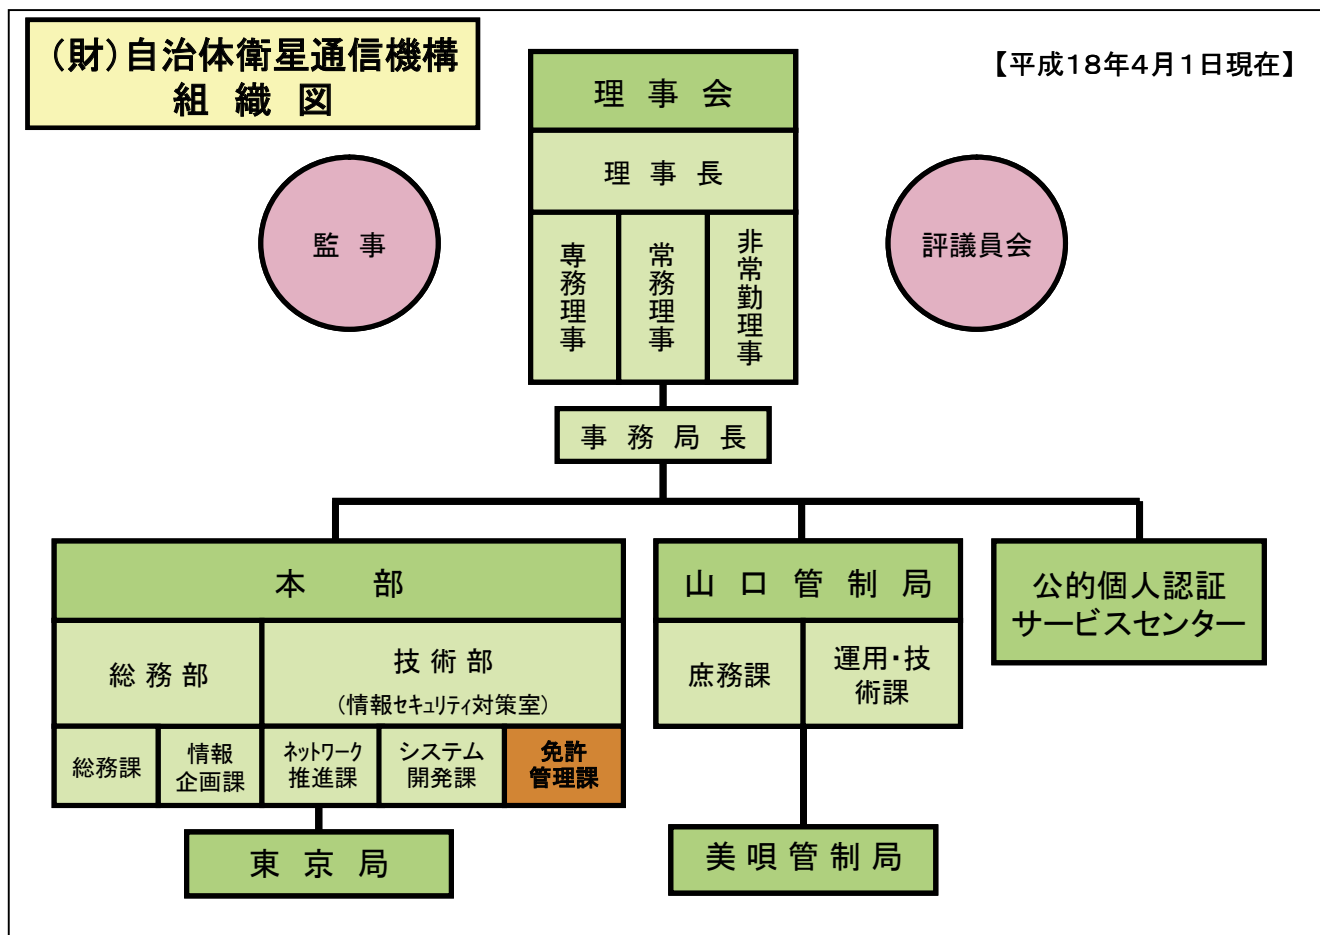 (財)自治体衛星通信機構
組織図
【平成18年4月1日現在】
理事会
理事長
専務理事
常務理事
非常勤理事
監事
評議員会
事務局長
本部
総務部
技術部
(情報セキュリティ対策室)
総務課
情報
企画課
ネットワーク
推進課
システム
開発課
免許
管理課
東京局
山口管制局
庶務課
運用・技
術課
美唄管制局
公的個人認証
サービスセンター